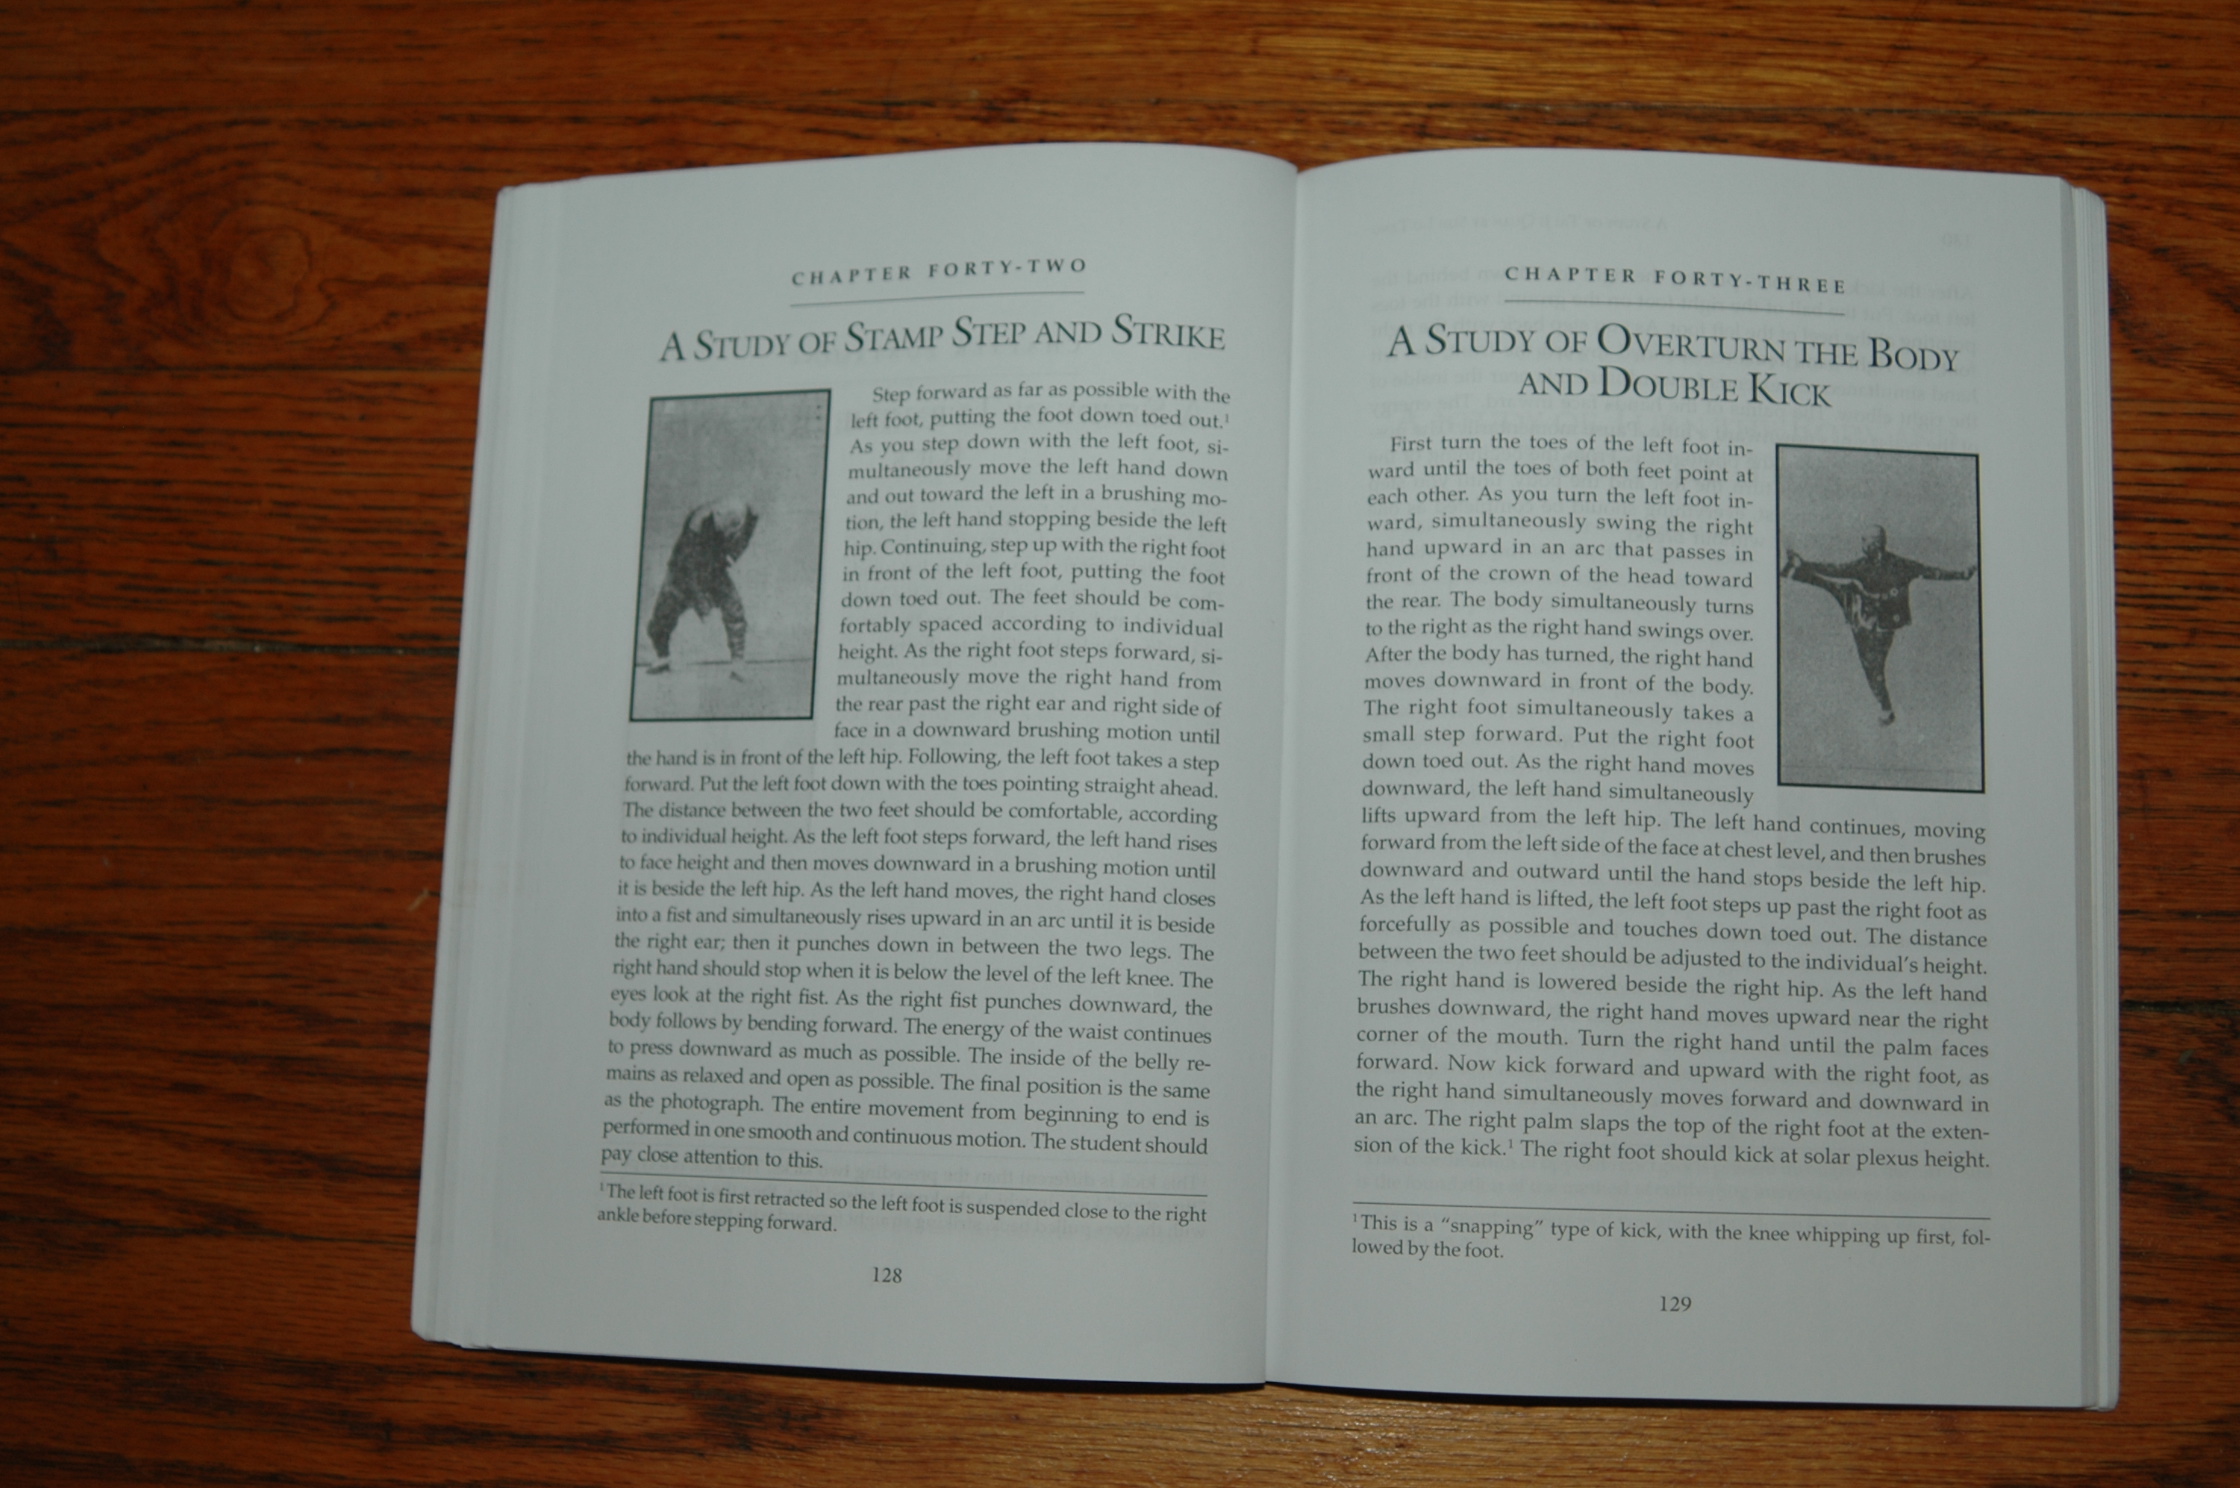 CHAPTER FORTY-TWO
A STUDY OF STAMP STEP AND STRIKE
Step forward as far as possible with the
left foot, putting the foot down toed out.¹
As you step down with the left foot, si-
multaneously move the left hand down
and out toward the left in a brushing mo-
tion, the left hand stopping beside the left
hip. Continuing, step up with the right foot
in front of the left foot, putting the foot
down toed out. The feet should be com-
fortably spaced according to individual
height. As the right foot steps forward, si-
multaneously move the right hand from
the rear past the right ear and right side of
face in a downward brushing motion until
the hand is in front of the left hip. Following, the left foot takes a step
forward. Put the left foot down with the toes pointing straight ahead.
The distance between the two feet should be comfortable, according
to individual height. As the left foot steps forward, the left hand rises
to face height and then moves downward in a brushing motion until
it is beside the left hip. As the left hand moves, the right hand closes
into a fist and simultaneously rises upward in an arc until it is beside
the right ear; then it punches down in between the two legs. The
right hand should stop when it is below the level of the left knee. The
eyes look at the right fist. As the right fist punches downward, the
body follows by bending forward. The energy of the waist continues
to press downward as much as possible. The inside of the belly re-
mains as relaxed and open as possible. The final position is the same
as the photograph. The entire movement from beginning to end is
performed in one smooth and continuous motion. The student should
pay close attention to this.
¹The left foot is first retracted so the left foot is suspended close to the right
ankle before stepping forward.
128
CHAPTER FORTY-THREE
A STUDY OF OVERTURN THE BODY
AND DOUBLE KICK
First turn the toes of the left foot in-
ward until the toes of both feet point at
each other. As you turn the left foot in-
ward, simultaneously swing the right
hand upward in an arc that passes in
front of the crown of the head toward
the rear. The body simultaneously turns
to the right as the right hand swings over.
After the body has turned, the right hand
moves downward in front of the body.
The right foot simultaneously takes a
small step forward. Put the right foot
down toed out. As the right hand moves
downward, the left hand simultaneously
lifts upward from the left hip. The left hand continues, moving
forward from the left side of the face at chest level, and then brushes
downward and outward until the hand stops beside the left hip.
As the left hand is lifted, the left foot steps up past the right foot as
forcefully as possible and touches down toed out. The distance
between the two feet should be adjusted to the individual's height.
The right hand is lowered beside the right hip. As the left hand
brushes downward, the right hand moves upward near the right
corner of the mouth. Turn the right hand until the palm faces
forward. Now kick forward and upward with the right foot, as
the right hand simultaneously moves forward and downward in
an arc. The right palm slaps the top of the right foot at the exten-
sion of the kick.¹ The right foot should kick at solar plexus height.
¹This is a "snapping" type of kick, with the knee whipping up first, fol-
lowed by the foot.
129